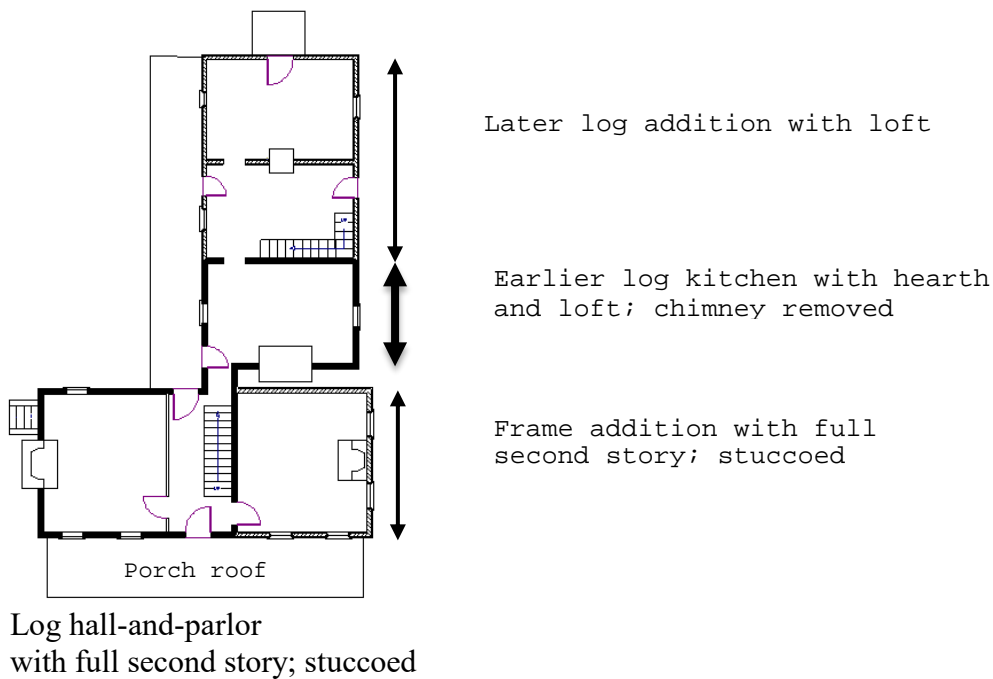 Later log addition with loft
Earlier log kitchen with hearth
and loft; chimney removed
Frame addition with full
second story; stuccoed
Porch roof
Log hall-and-parlor
with full second story; stuccoed